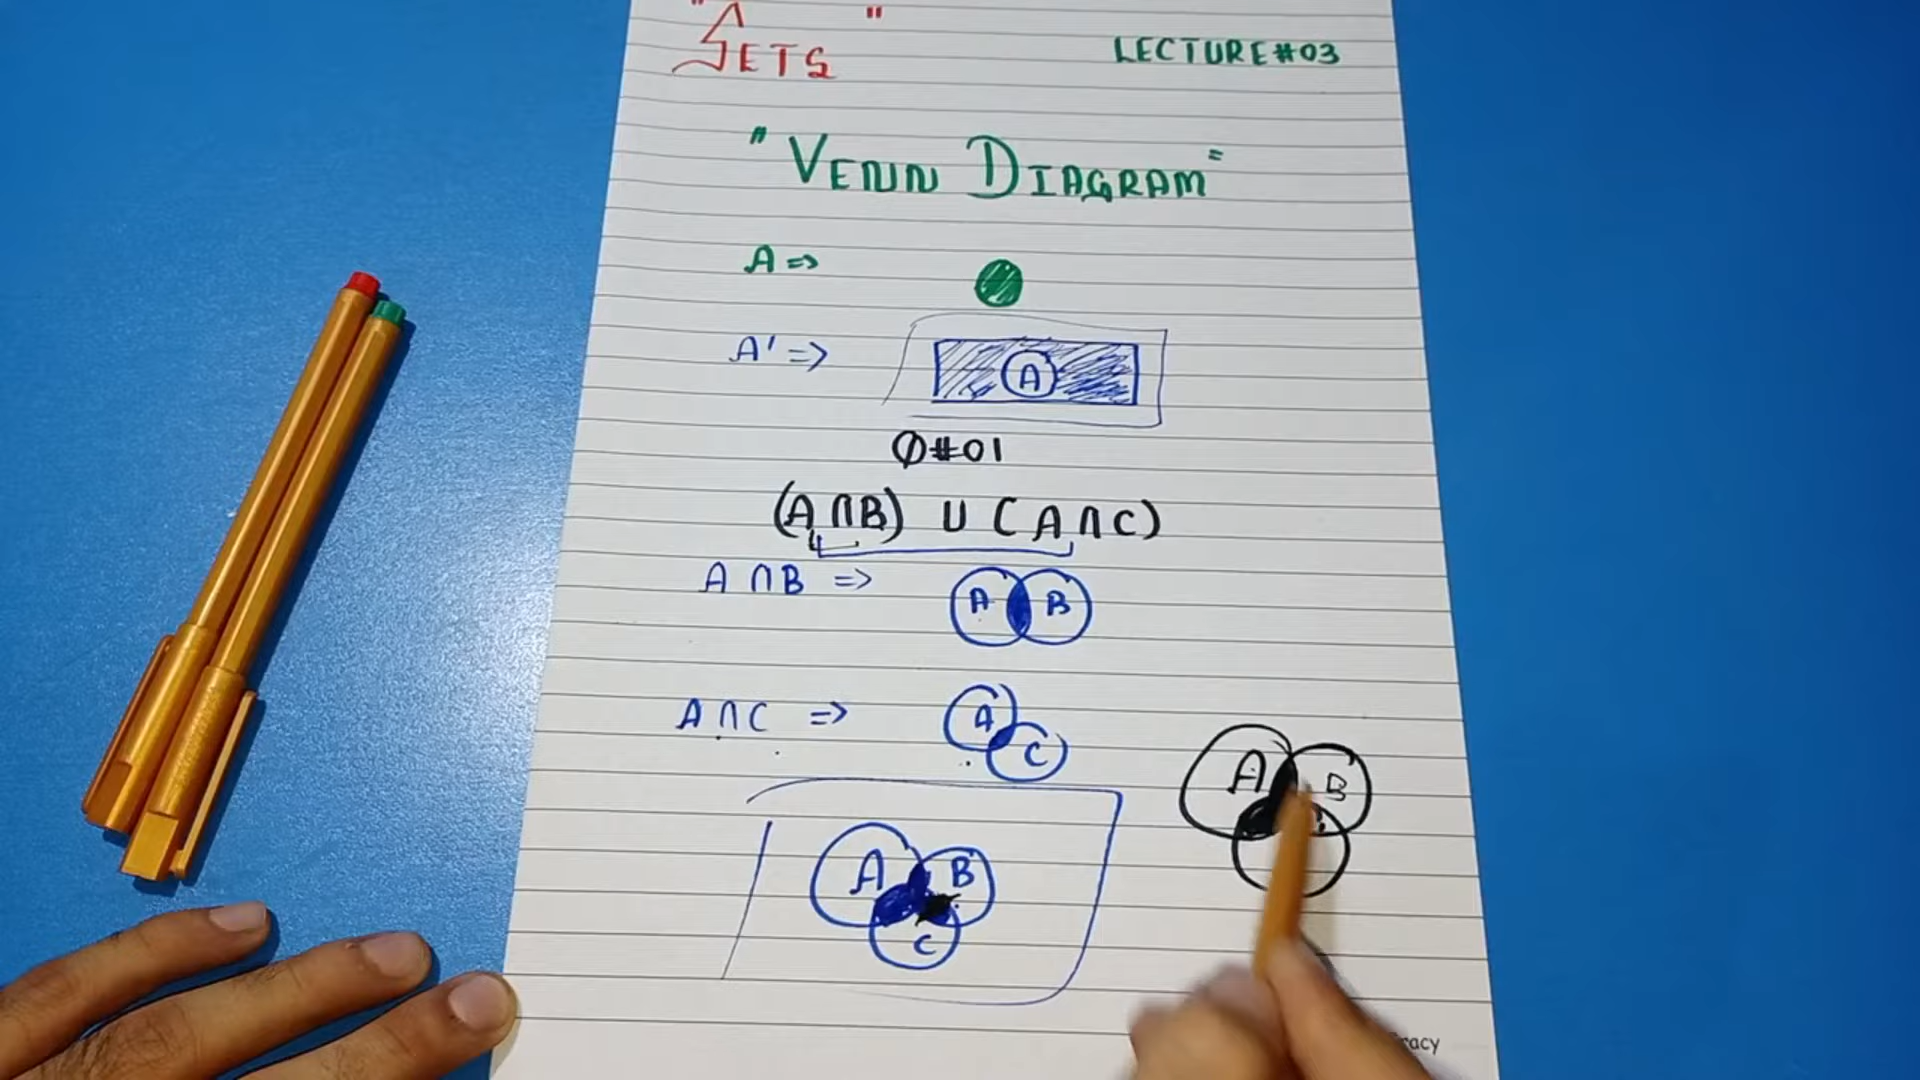 "SETS"
LECTURE#03
"VENN DIAGRAM"
A =>
A' =>
A
Q#01
(A∩B) ∪ (A∩C)
A∩B =>
A B
A∩C =>
A
C
A B
A B
C